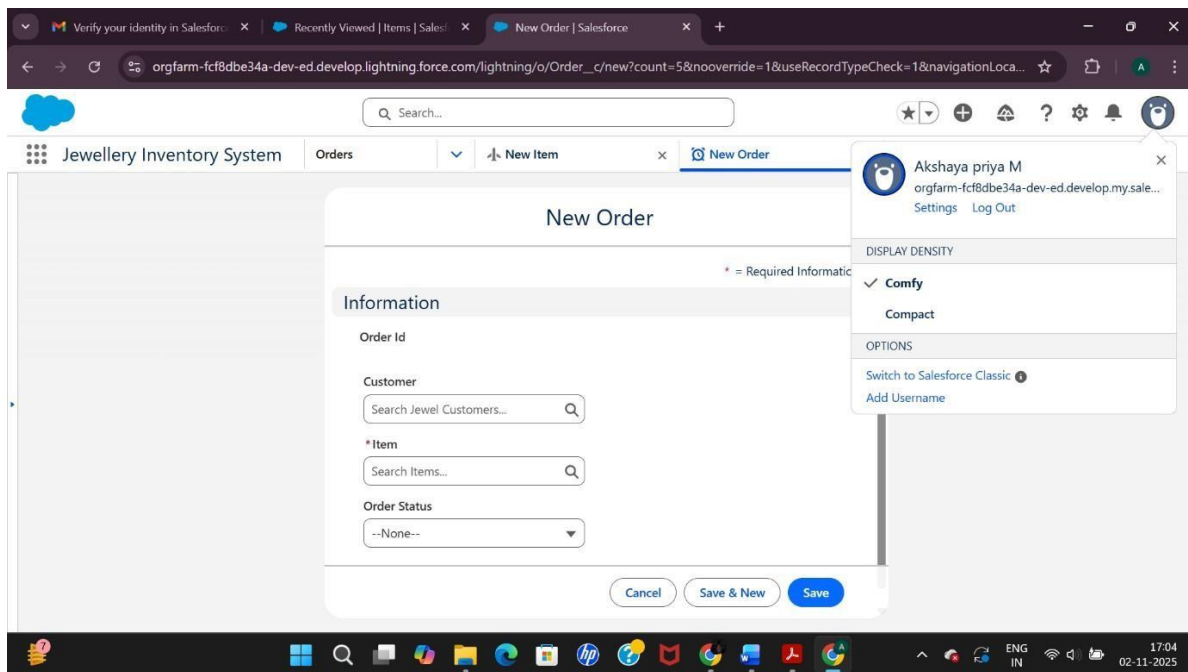 Verify your identity in Salesforc
Recently Viewed | Items | Salesf
New Order | Salesforce
orgfarm-fcf8dbe34a-dev-ed.develop.lightning.force.com/lightning/o/Order__c/new?count=5&nooverride=1&useRecordTypeCheck=1&navigationLoca...
A
Search...
Jewellery Inventory System
Orders
New Item
New Order
Akshaya priya M
orgfarm-fcf8dbe34a-dev-ed.develop.my.sale...
Settings Log Out
New Order
DISPLAY DENSITY
* = Required Informatio
Comfy
Information
Compact
Order Id
OPTIONS
Switch to Salesforce Classic
Customer
Add Username
Search Jewel Customers...
*Item
Search Items...
Order Status
--None--
Cancel
Save & New
Save
7
hp
ENG
IN
17:04
02-11-2025